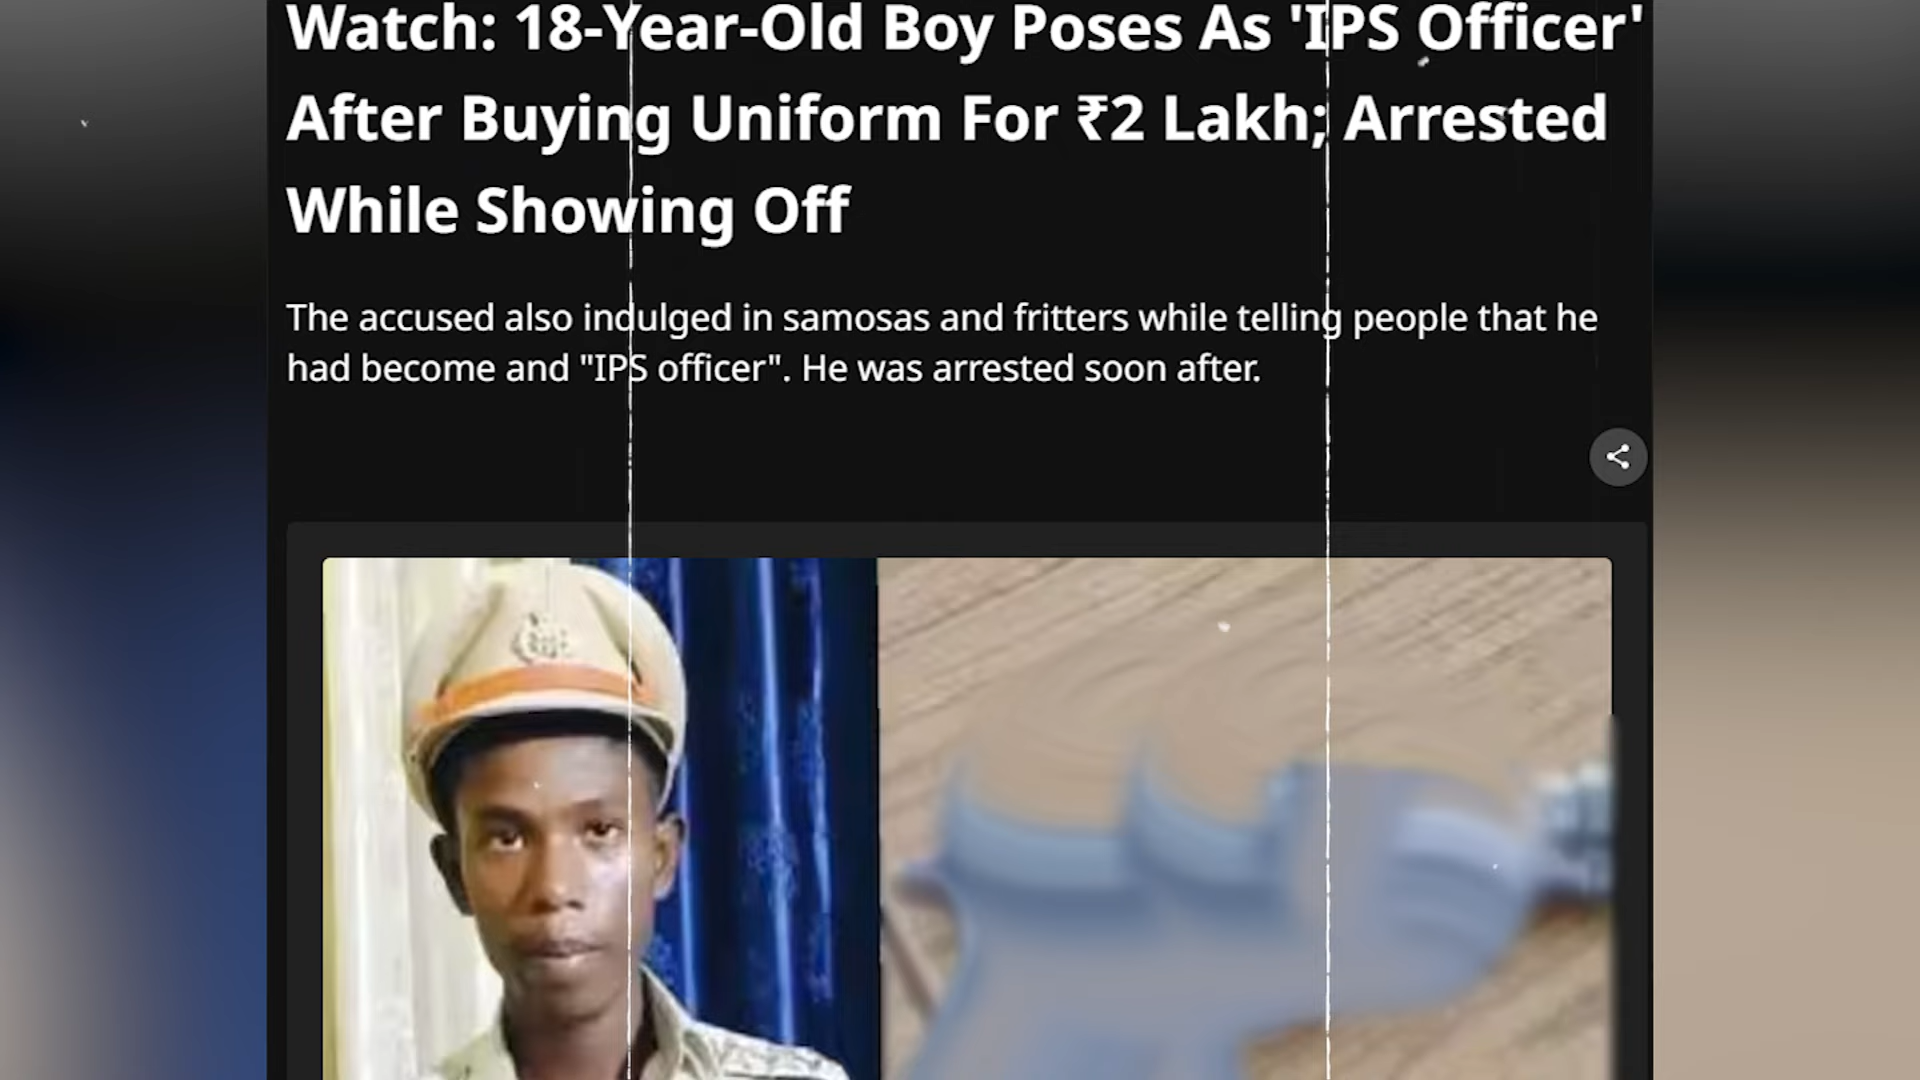 Watch: 18-Year-Old Boy Poses As 'IPS Officer'
After Buying Uniform For ₹2 Lakh; Arrested
While Showing Off
The accused also indulged in samosas and fritters while telling people that he
had become and "IPS officer". He was arrested soon after.